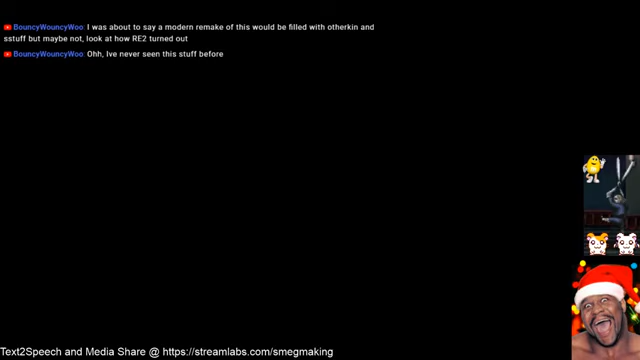 BouncyWouncyWoo I was about to say a modern remake of this would be filled with otherkin and
sstuff but maybe not, look at how RE2 turned out
BouncyWouncyWoo Ohh, Ive never seen this stuff before
Text2Speech and Media Share @ https://streamlabs.com/smegmaking